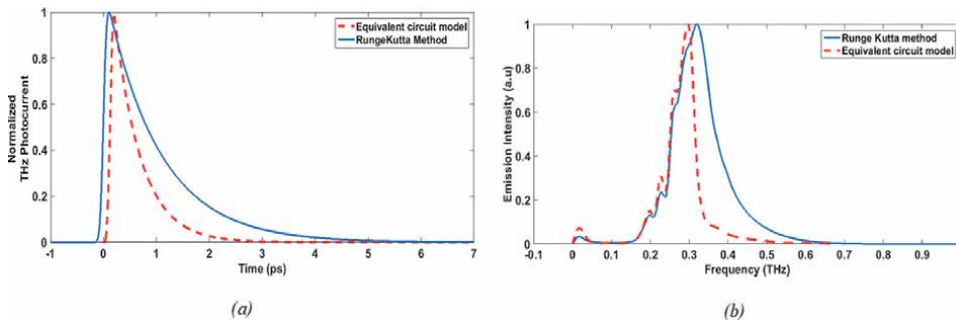 1
0.8
0.6
0.4
0.2
0
-1
0
1
2
3
4
5
6
7
Normalized
THz Photocurrent
Time (ps)
Equivalent circuit model
RungeKutta Method
(a)
1
0.8
0.6
0.4
0.2
0
-0.1
0
0.1
0.2
0.3
0.4
0.5
0.6
0.7
0.8
0.9
Emission Intensity (a.u)
Frequency (THz)
Runge Kutta method
Equivalent circuit model
(b)